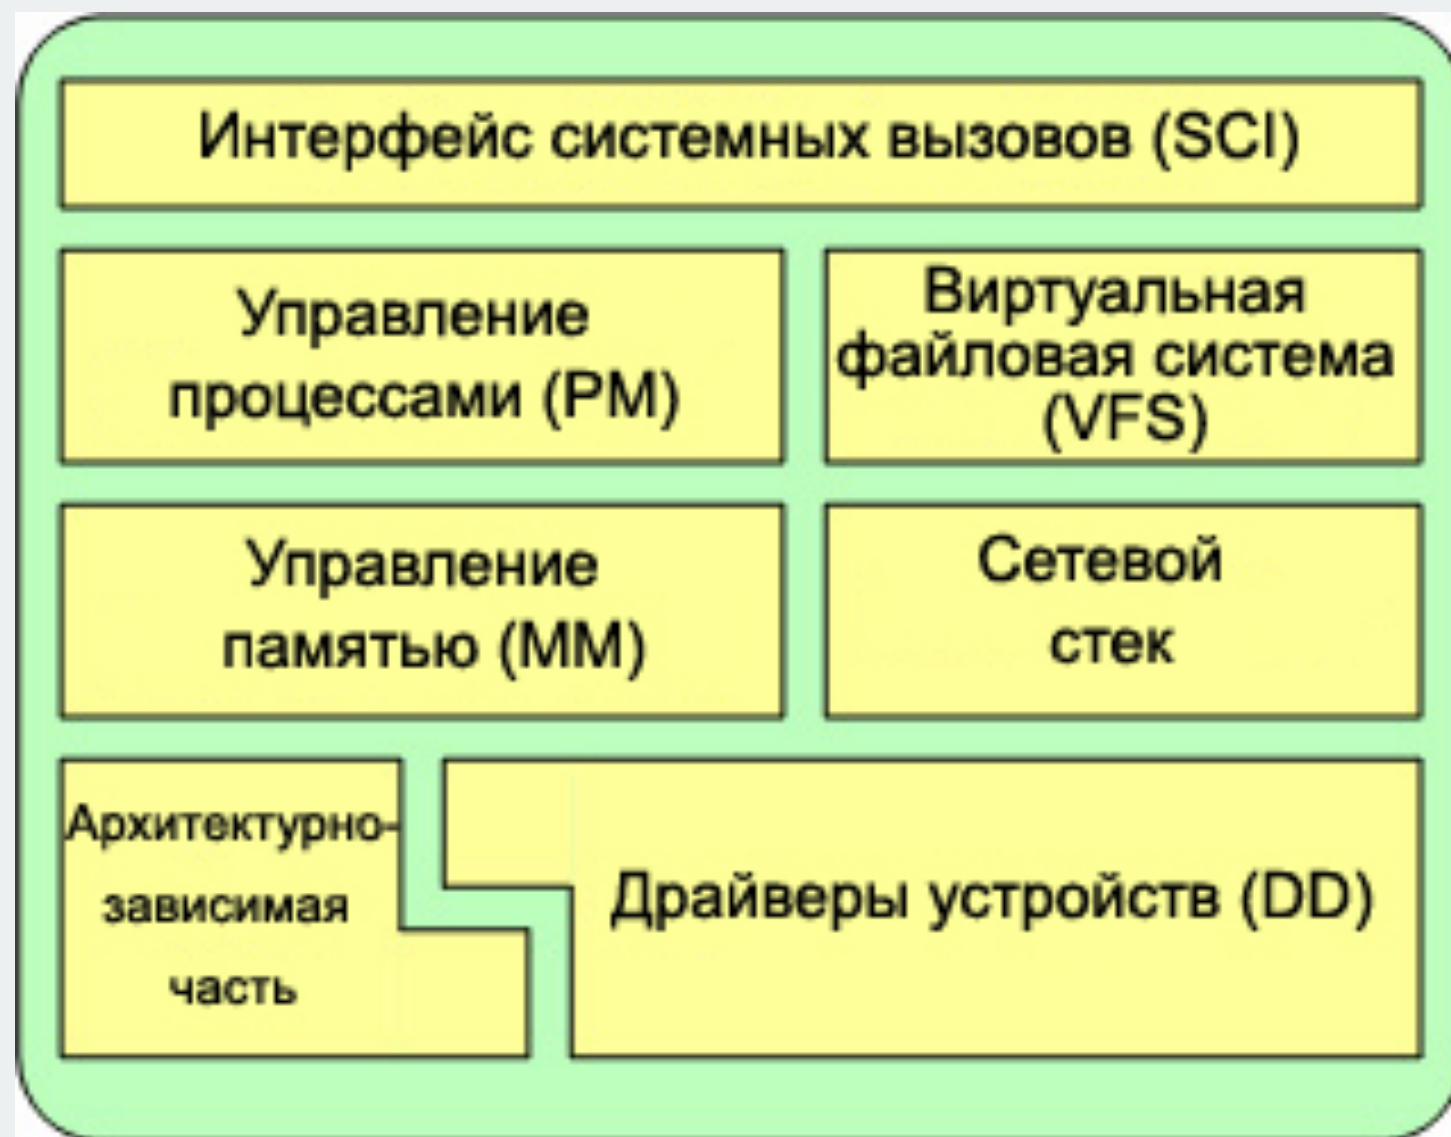 Интерфейс системных вызовов (SCI)
Управление
процессами (PM)
Виртуальная
файловая система
(VFS)
Управление
памятью (MM)
Сетевой
стек
Архитектурно-
зависимая
часть
Драйверы устройств (DD)